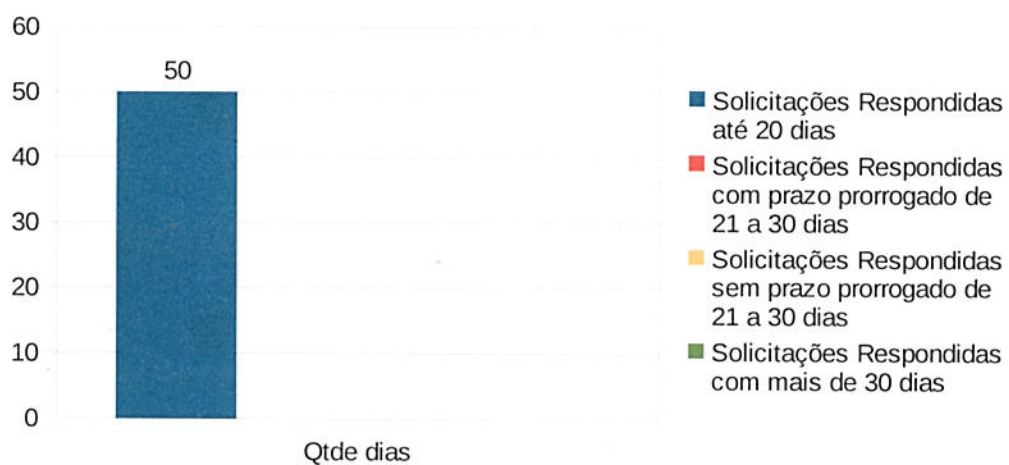 60
50
50
40
30
20
10
0
Qtde dias
Solicitações Respondidas
até 20 dias
Solicitações Respondidas
com prazo prorrogado de
21 a 30 dias
Solicitações Respondidas
sem prazo prorrogado de
21 a 30 dias
Solicitações Respondidas
com mais de 30 dias